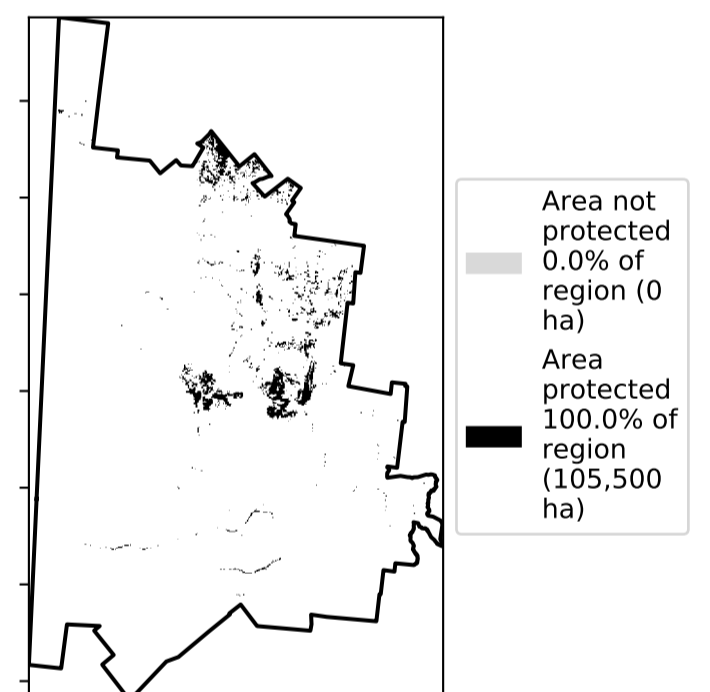 Area not
protected
0.0% of
region (0
ha)
Area
protected
100.0% of
region
(105,500
ha)